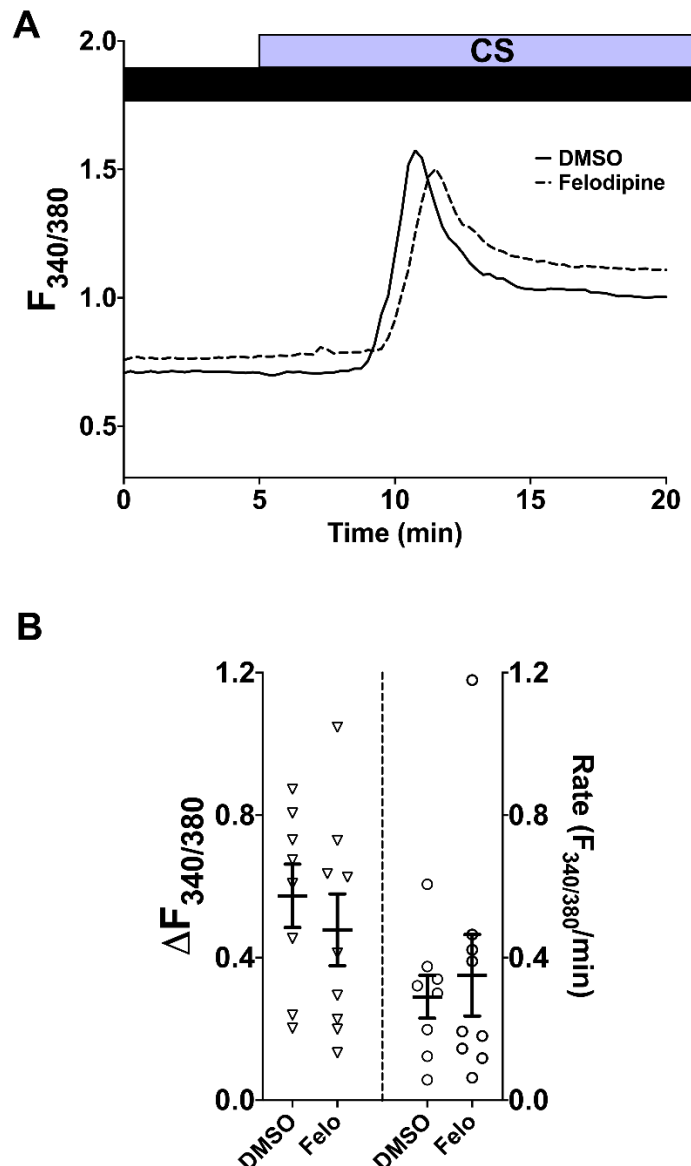 A
2.0
CS
1.5
DMSO
Felodipine
1.0
0.5
F340/380
0 5 10 15 20
Time (min)
B
1.2 1.2
0.8 0.8
0.4 0.4
0.0 0.0
ΔF340/380
Rate (F340/380/min)
DMSO Felo DMSO Felo